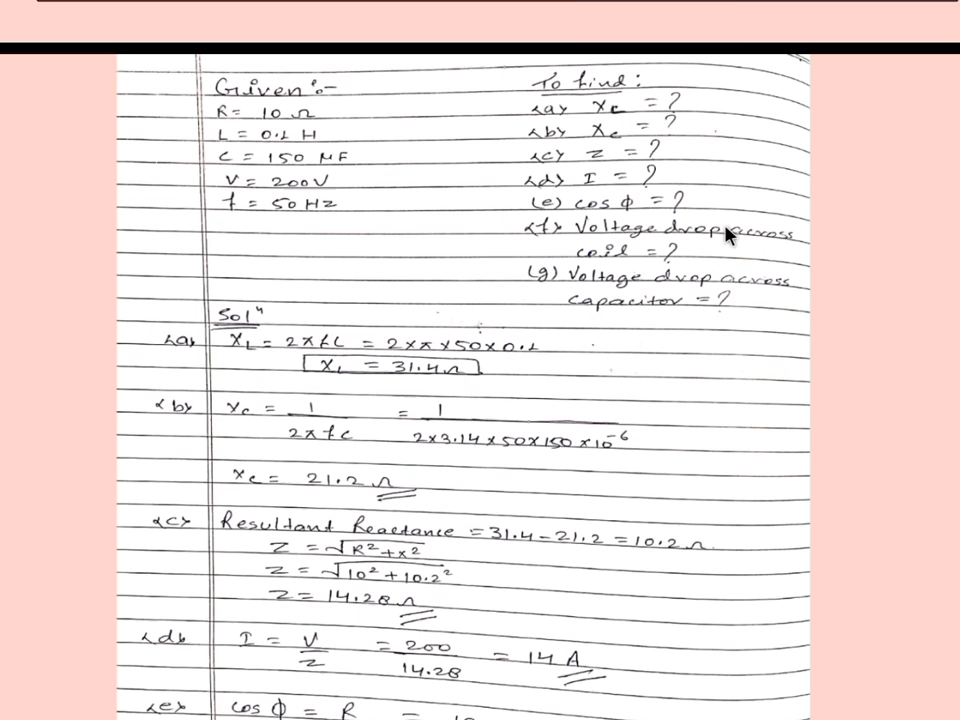 Given :-
R = 10 Ω
L = 0.1 H
C = 150 μF
V = 200V
f = 50 Hz
To find :
(a) Xc = ?
(b) Xc = ?
(c) Z = ?
(d) I = ?
(e) cos φ = ?
(f) Voltage drop across
coil = ?
(g) Voltage drop across
capacitor = ?
Solⁿ
(a) XL = 2πfL = 2×π×50×0.1
XL = 31.4Ω
(b) Xc = 1/2πfc = 1/2×3.14×50×150×10⁻⁶
Xc = 21.2 Ω
(c) Resultant Reactance = 31.4 - 21.2 = 10.2 Ω
Z = √R²+x²
Z = √10²+10.2²
Z = 14.28 Ω
(d) I = V/Z = 200/14.28 = 14 A
(e) cos φ = R = 10